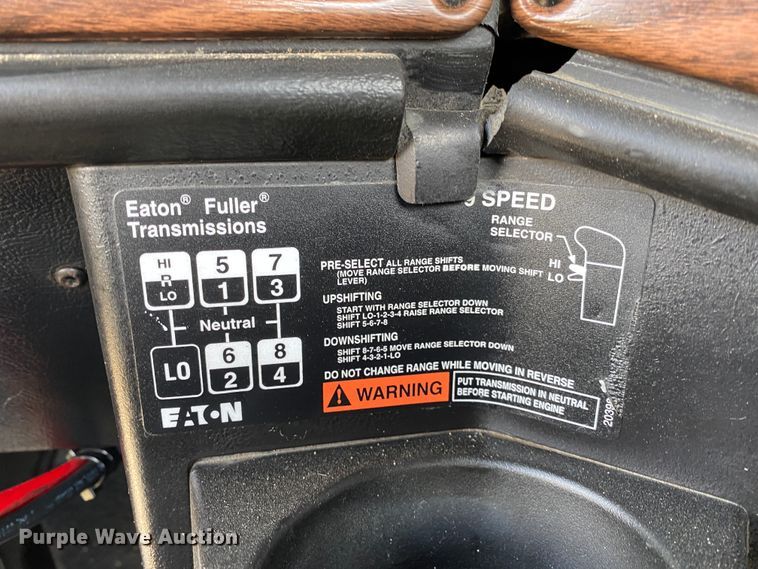 Eaton® Fuller®
Transmissions
9 SPEED
RANGE
SELECTOR
HI
LO
HI
R
LO
5
1
7
3
Neutral
LO
6
2
8
4
EATON
PRE-SELECT ALL RANGE SHIFTS
(MOVE RANGE SELECTOR BEFORE MOVING SHIFT
LEVER)
UPSHIFTING
START WITH RANGE SELECTOR DOWN
SHIFT LO-1-2-3-4 RAISE RANGE SELECTOR
SHIFT 5-6-7-8
DOWNSHIFTING
SHIFT 8-7-6-5 MOVE RANGE SELECTOR DOWN
SHIFT 4-3-2-1-LO
DO NOT CHANGE RANGE WHILE MOVING IN REVERSE
WARNING
PUT TRANSMISSION IN NEUTRAL
BEFORE STARTING ENGINE
Purple Wave Auction